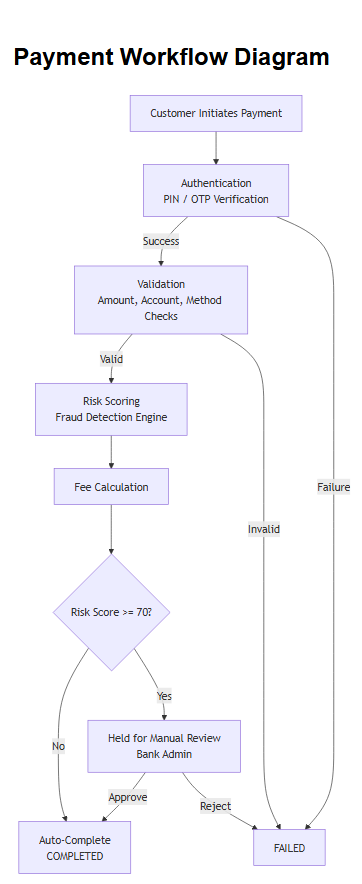 Payment Workflow Diagram
Customer Initiates Payment
Authentication
PIN / OTP Verification
Success
Validation
Amount, Account, Method
Checks
Valid
Risk Scoring
Fraud Detection Engine
Fee Calculation
Failure
Invalid
Risk Score >= 70?
Yes
No
Held for Manual Review
Bank Admin
Approve
Reject
Auto-Complete
COMPLETED
FAILED